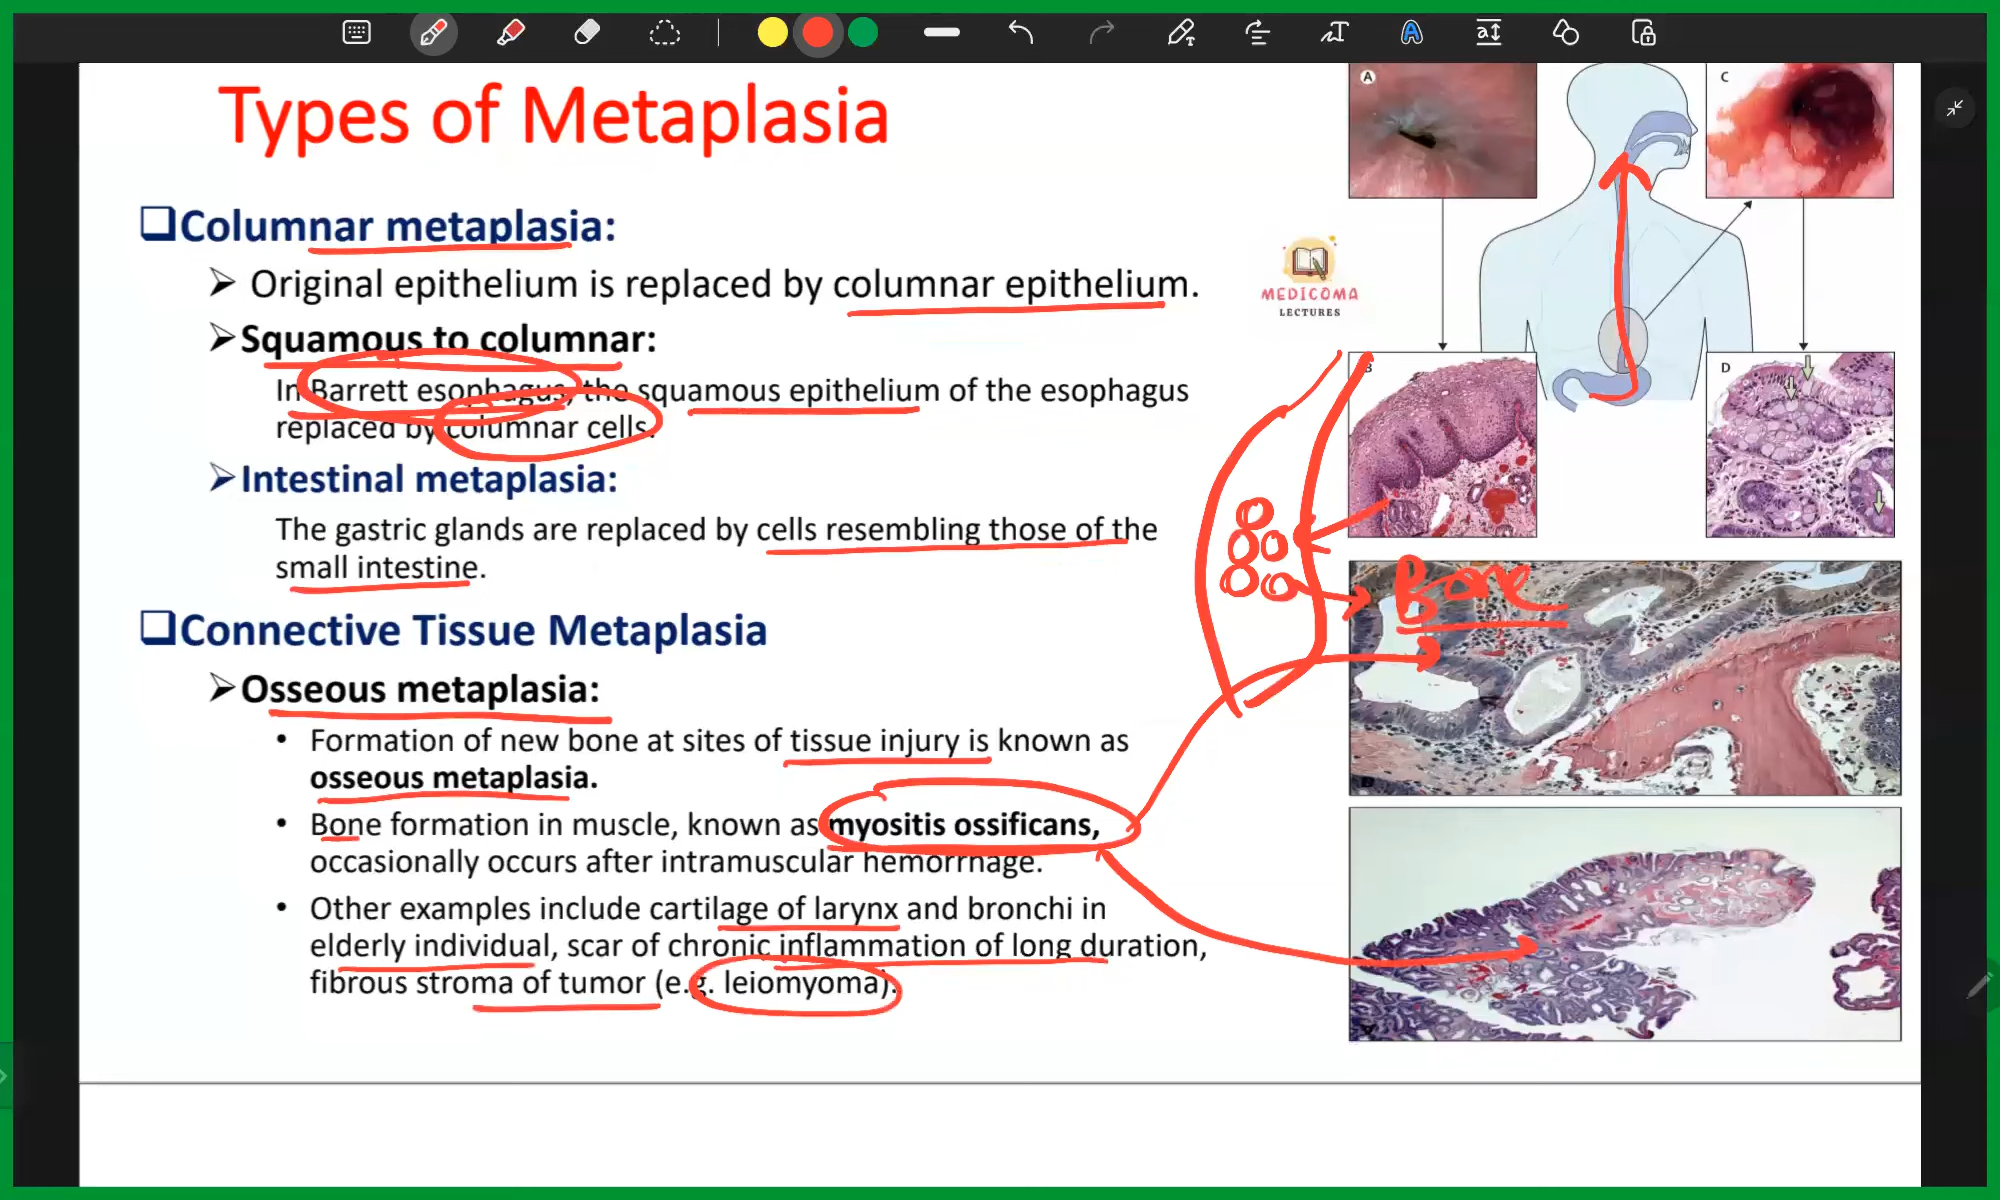 Types of Metaplasia
Columnar metaplasia:
Original epithelium is replaced by columnar epithelium.
Squamous to columnar:
In Barrett esophagus, the squamous epithelium of the esophagus
replaced by columnar cells.
Intestinal metaplasia:
The gastric glands are replaced by cells resembling those of the
small intestine.
Connective Tissue Metaplasia
Osseous metaplasia:
• Formation of new bone at sites of tissue injury is known as
osseous metaplasia.
• Bone formation in muscle, known as myositis ossificans,
occasionally occurs after intramuscular hemorrhage.
• Other examples include cartilage of larynx and bronchi in
elderly individual, scar of chronic inflammation of long duration,
fibrous stroma of tumor (e.g. leiomyoma).
MEDICOMA
LECTURES
A
C
B
D
Bone